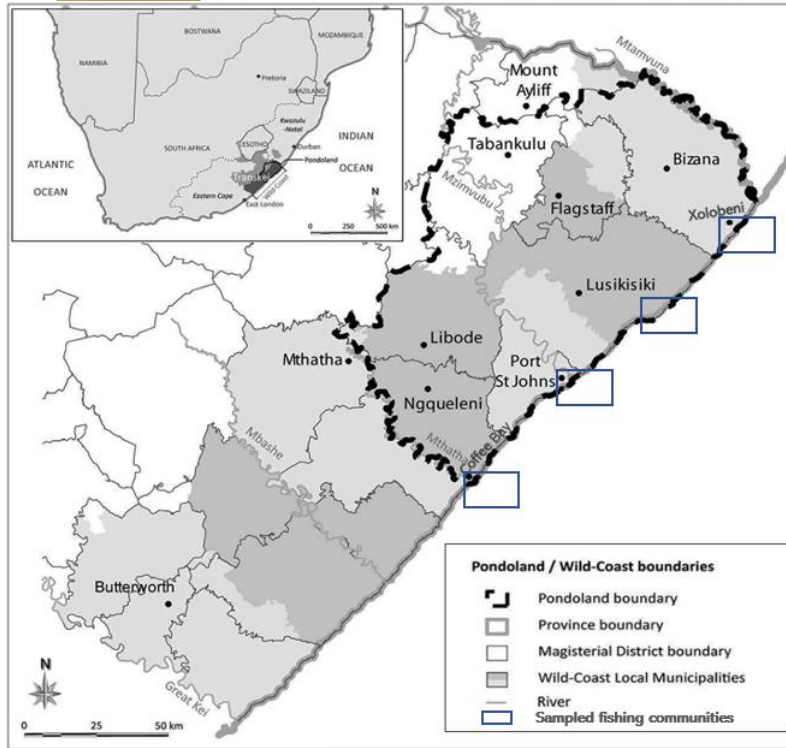 BOTSWANA
MOZAMBIQUE
NAMIBIA
Pretoria
SWAZILAND
Kwazulu
-Natal
SOUTH AFRICA
LESOTHO
Durban
INDIAN
OCEAN
Pondoland
ATLANTIC
OCEAN
Transkei
Wild Coast
Eastern Cape
East London
N
0 250 500 km
Mtamvuna
Mount
Ayliff
Tabankulu
Bizana
Mzimvubu
Flagstaff
Xolobeni
Lusikisiki
Libode
Mthatha
Port
St Johns
Ngqueleni
Mthatha
Coffee Bay
Mbashe
Butterworth
Great Kei
N
0 25 50 km
Pondoland / Wild-Coast boundaries
Pondoland boundary
Province boundary
Magisterial District boundary
Wild-Coast Local Municipalities
River
Sampled fishing communities